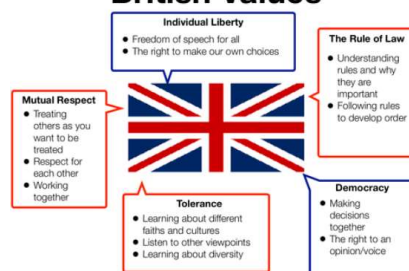 British Values
Individual Liberty
● Freedom of speech for all
● The right to make our own choices
The Rule of Law
● Understanding
rules and why
they are
important
● Following rules
to develop order
Mutual Respect
● Treating
others as you
want to be
treated
● Respect for
each other
● Working
together
Tolerance
● Learning about different
faiths and cultures
● Listen to other viewpoints
● Learning about diversity
Democracy
● Making
decisions
together
● The right to an
opinion/voice